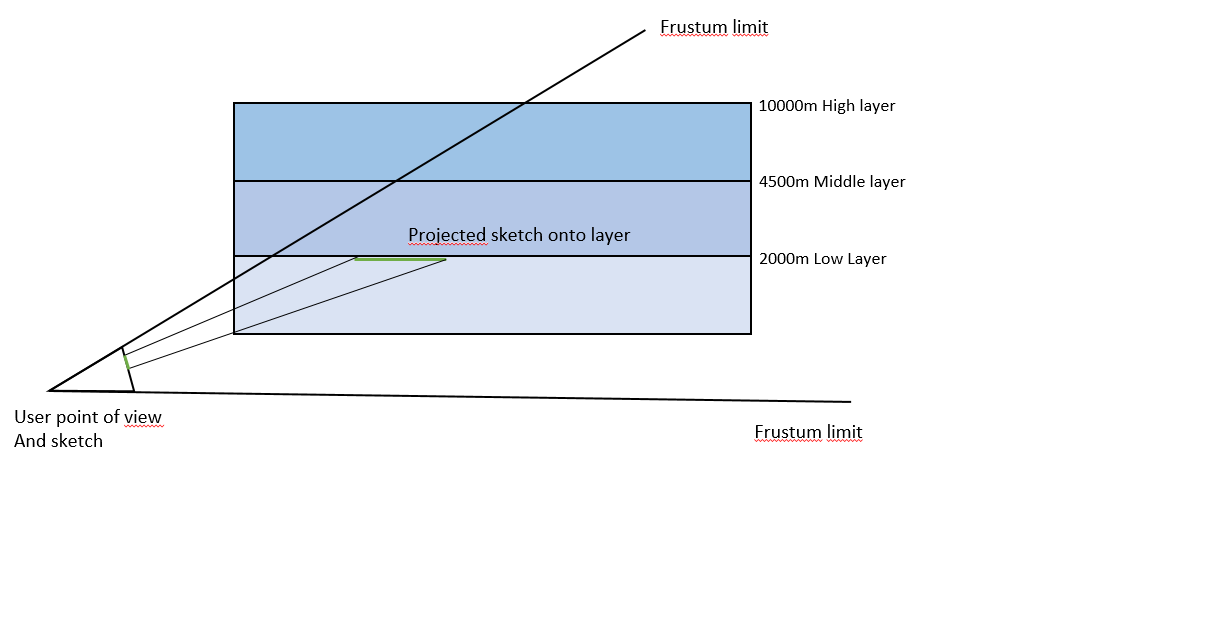 Frustum limit
10000m High layer
4500m Middle layer
Projected sketch onto layer
2000m Low Layer
User point of view
And sketch
Frustum limit